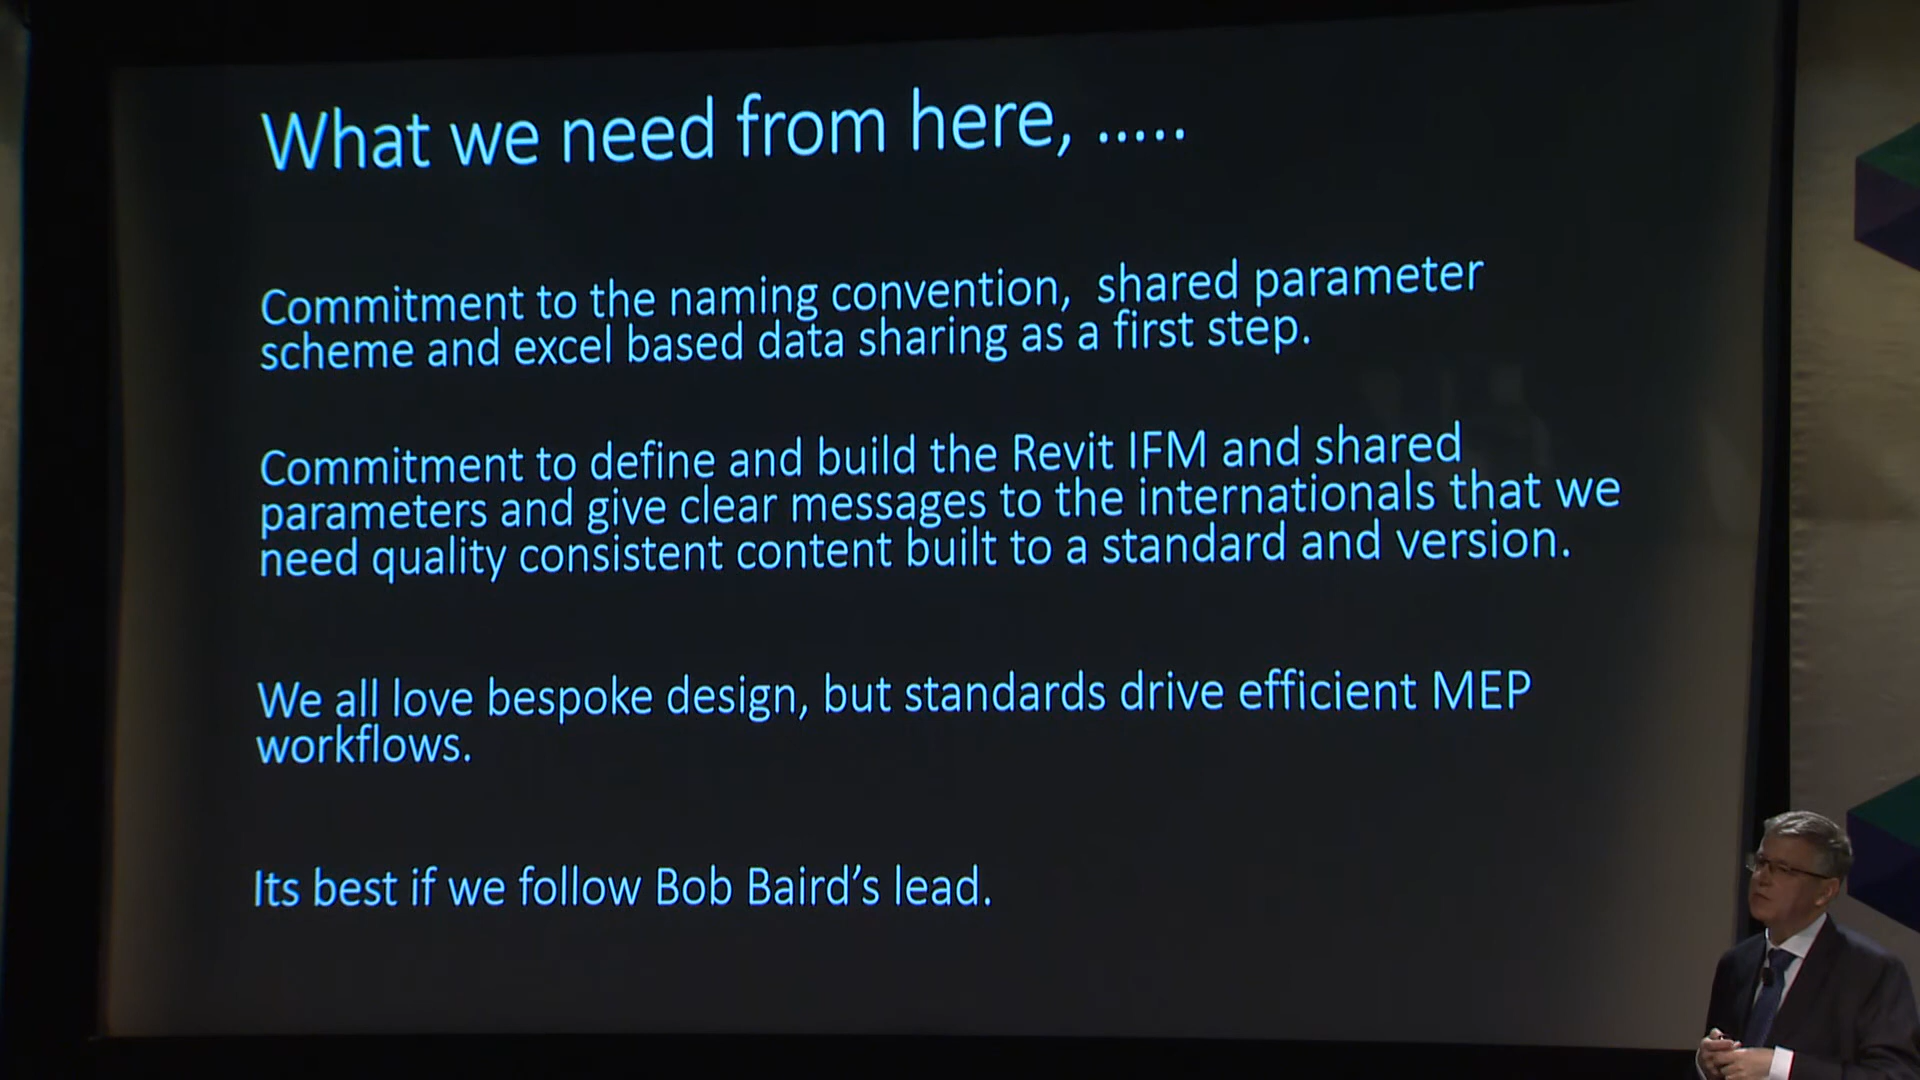 What we need from here, .....
Commitment to the naming convention, shared parameter
scheme and excel based data sharing as a first step.
Commitment to define and build the Revit IFM and shared
parameters and give clear messages to the internationals that we
need quality consistent content built to a standard and version.
We all love bespoke design, but standards drive efficient MEP
workflows.
Its best if we follow Bob Baird’s lead.